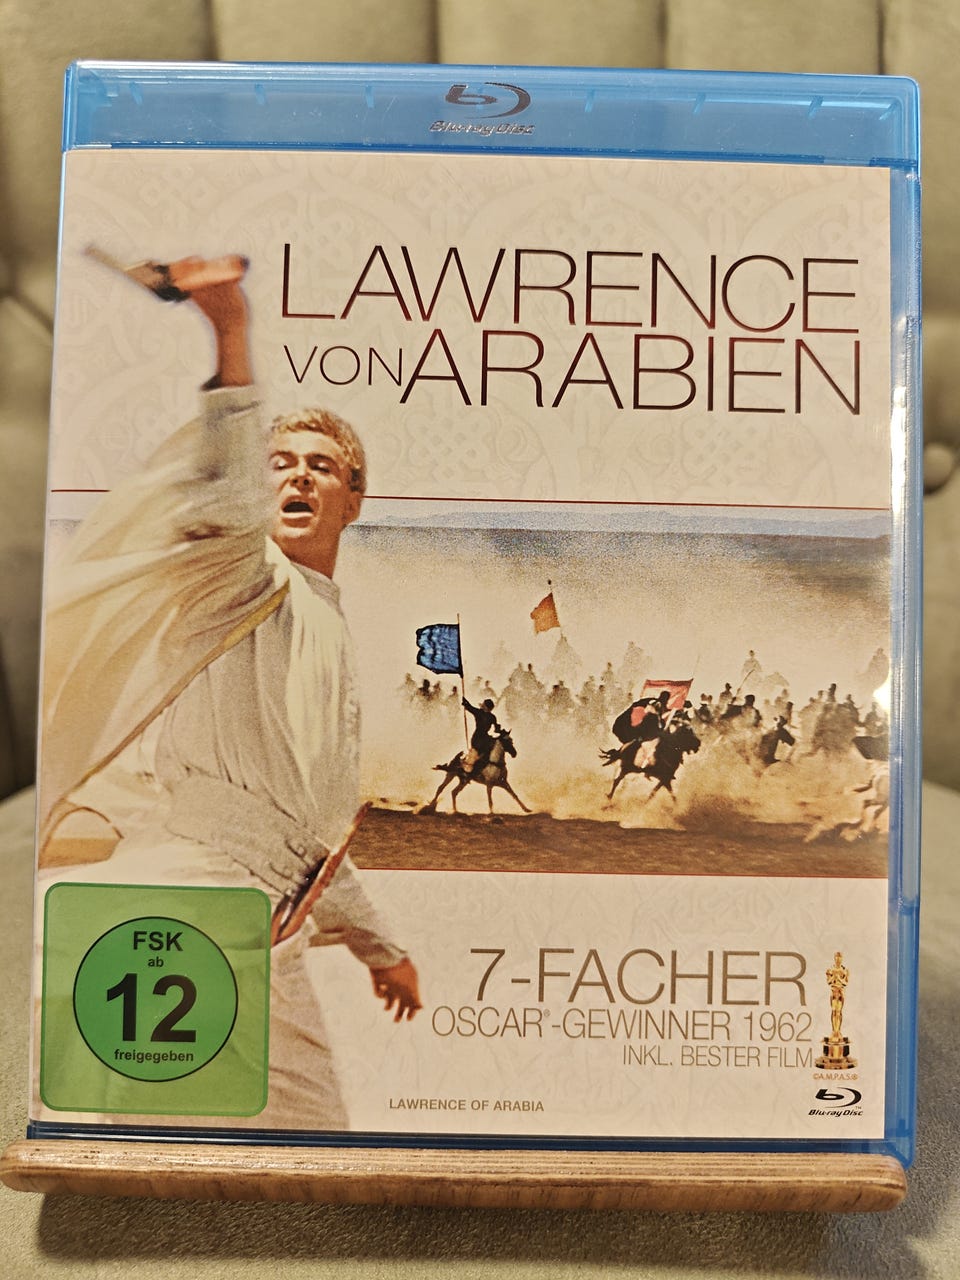 Blu-ray Disc
LAWRENCE
VON ARABIEN
FSK
ab
12
freigegeben
7-FACHER
OSCAR®-GEWINNER 1962
INKL. BESTER FILM
©A.M.P.A.S.®
LAWRENCE OF ARABIA
Blu-ray Disc™